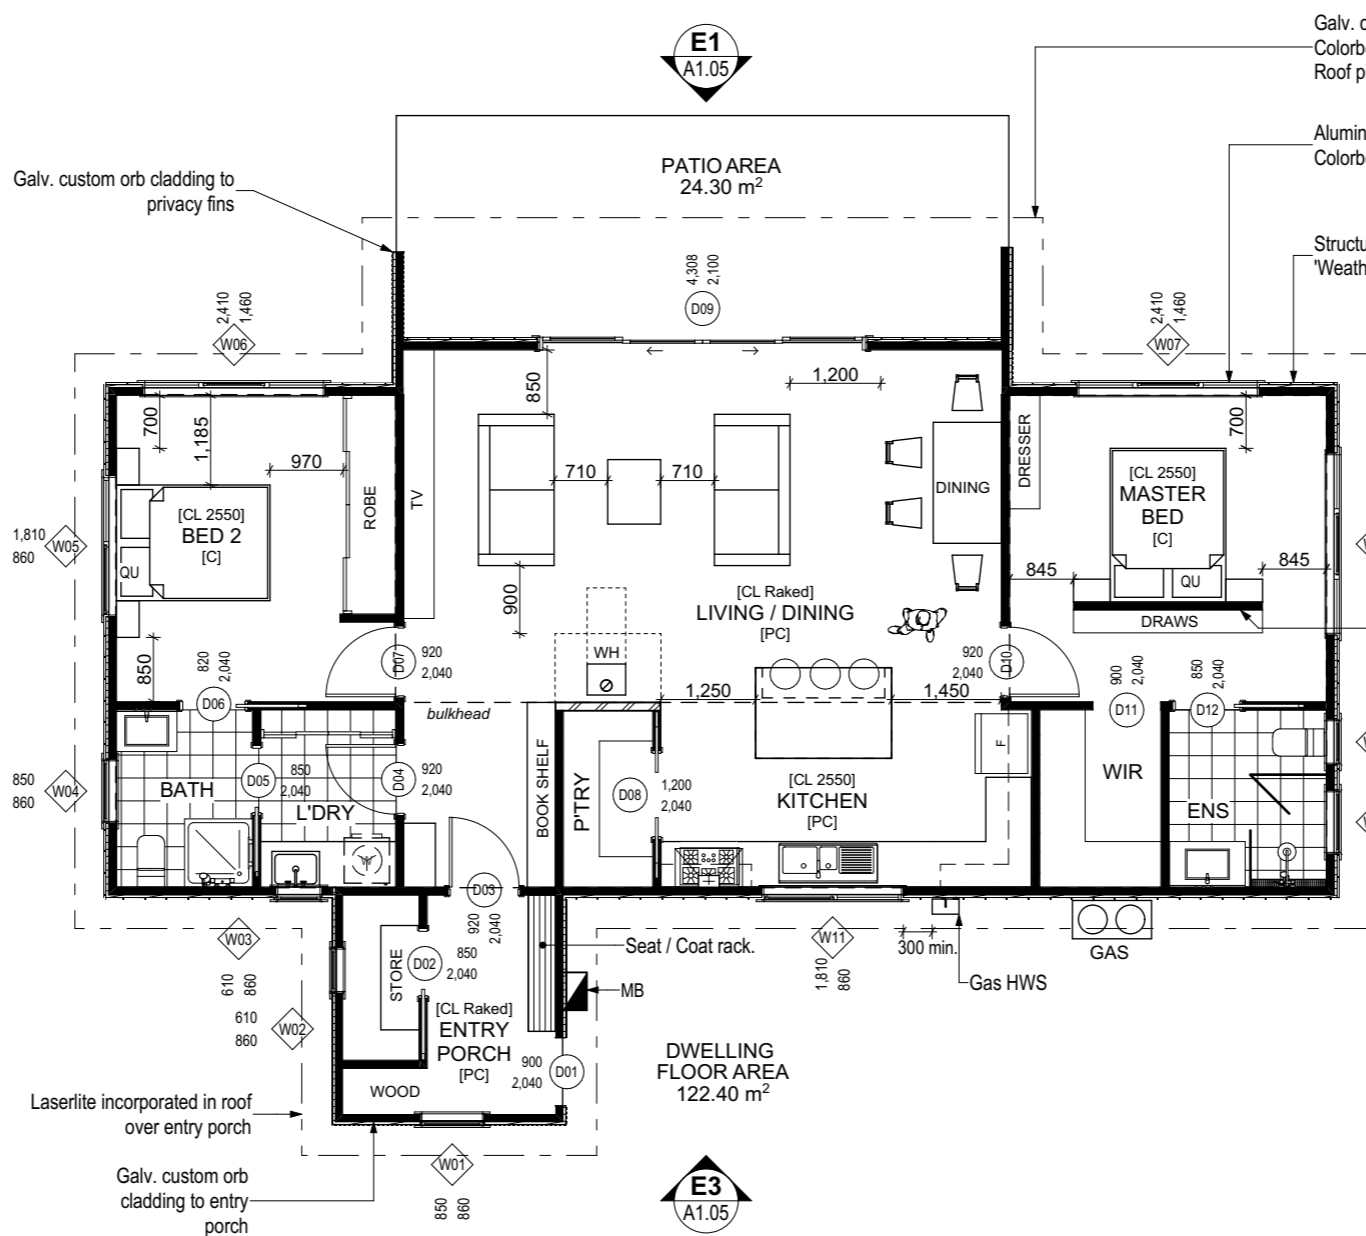 E1
A1.05
Galv. c
Colorb
Roof pi
Alumin
Colorb
Structu
'Weath
Galv. custom orb cladding to
privacy fins
PATIO AREA
24.30 m²
4,308
2,100
D09
2,410
1,460
W06
2,410
1,460
W07
850
1,200
700
1,185
970
[CL 2550]
BED 2
[C]
QU
ROBE
TV
710
710
DINING
DRESSER
700
[CL 2550]
MASTER
BED
[C]
QU
845
845
DRAWS
1,810
860
W05
900
[CL Raked]
LIVING / DINING
[PC]
WH
850
820
2,040
D06
D07
920
2,040
920
2,040
D10
900
2,040
D11
850
2,040
D12
1,250
1,450
bulkhead
BATH
D05
850
2,040
L'DRY
D04
920
2,040
BOOK SHELF
P'TRY
D08
1,200
2,040
[CL 2550]
KITCHEN
[PC]
F
WIR
ENS
850
860
W04
W03
610
860
D03
920
2,040
Seat / Coat rack.
W11
1,810
860
300 min.
GAS
Gas HWS
STORE
D02
850
2,040
MB
610
860
W02
[CL Raked]
ENTRY
PORCH
[PC]
900
2,040
D01
DWELLING
FLOOR AREA
122.40 m²
WOOD
Laserlite incorporated in roof
over entry porch
W01
850
860
Galv. custom orb
cladding to entry
porch
E3
A1.05